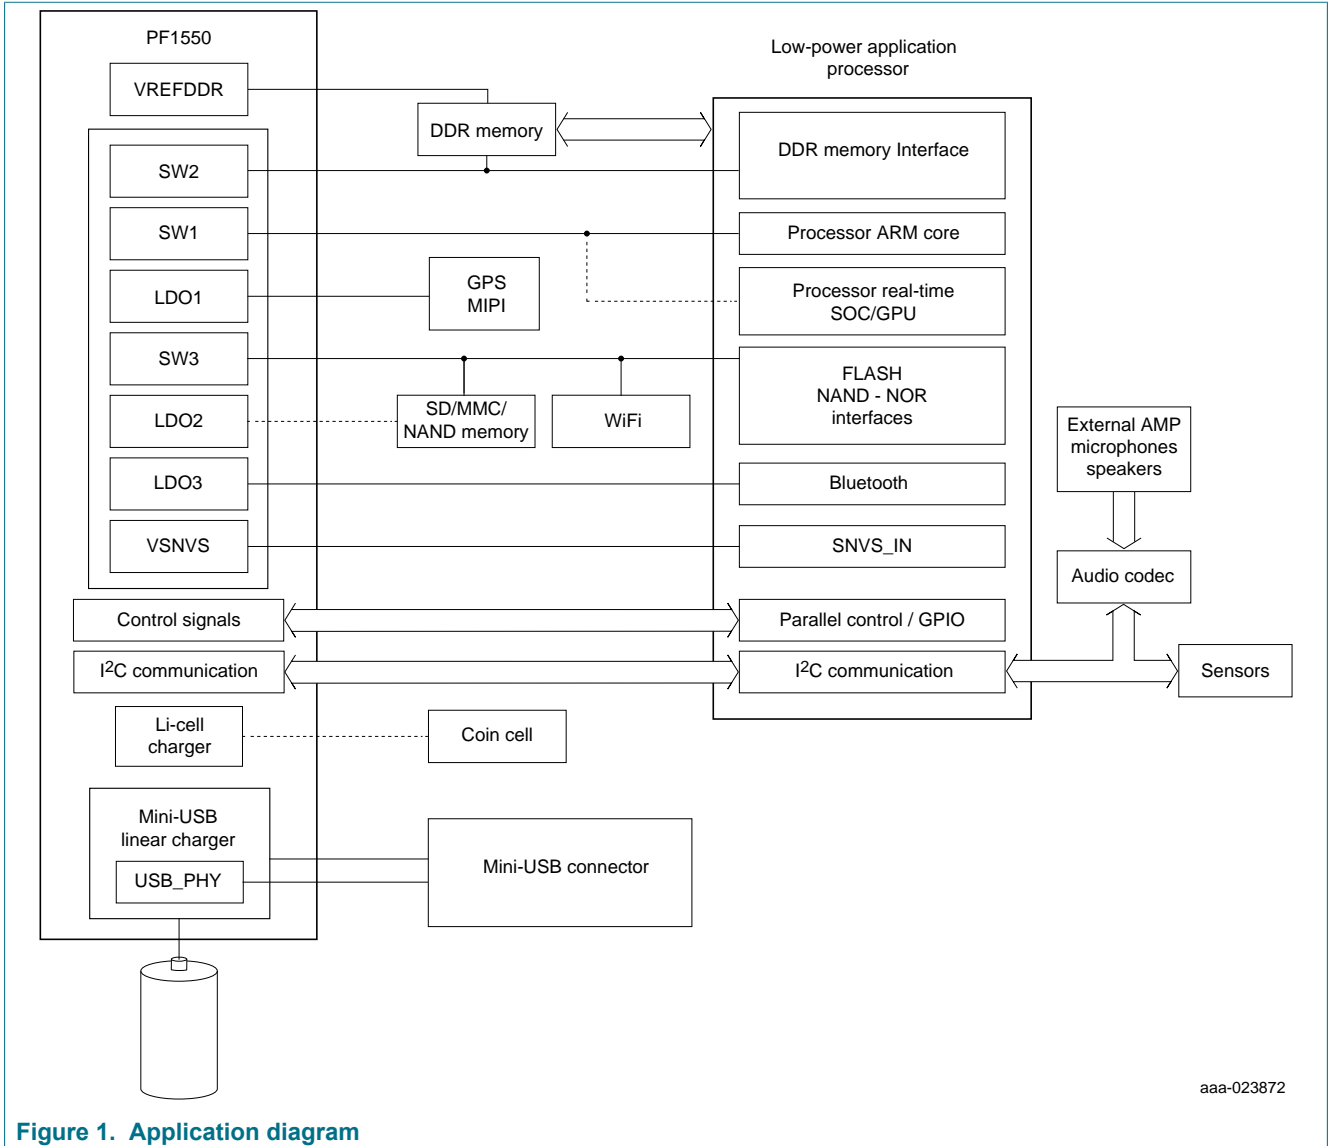 PF1550
VREFDDR
SW2
SW1
LDO1
SW3
LDO2
LDO3
VSNVS
Control signals
I2C communication
Li-cell
charger
Mini-USB
linear charger
USB_PHY
DDR memory
GPS
MIPI
SD/MMC/
NAND memory
WiFi
Coin cell
Mini-USB connector
Low-power application
processor
DDR memory Interface
Processor ARM core
Processor real-time
SOC/GPU
FLASH
NAND - NOR
interfaces
Bluetooth
SNVS_IN
Parallel control / GPIO
I2C communication
External AMP
microphones
speakers
Audio codec
Sensors
aaa-023872
Figure 1. Application diagram